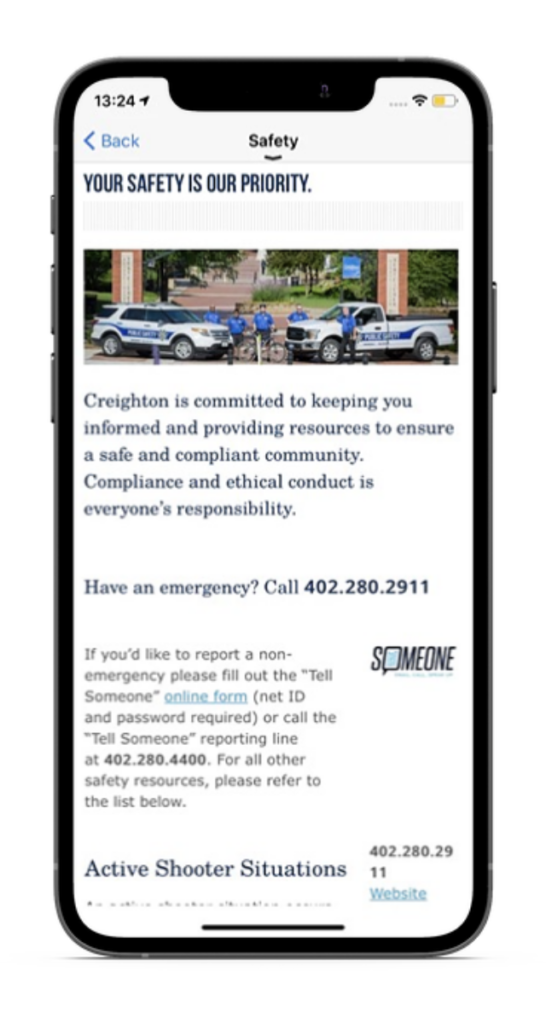 13:24
Back
Safety
YOUR SAFETY IS OUR PRIORITY.
PUBLIC SAFETY
PUBLIC SAFETY
Creighton is committed to keeping you
informed and providing resources to ensure
a safe and compliant community.
Compliance and ethical conduct is
everyone's responsibility.
Have an emergency? Call 402.280.2911
If you'd like to report a non-
emergency please fill out the "Tell
Someone" online form (net ID
and password required) or call the
"Tell Someone" reporting line
at 402.280.4400. For all other
safety resources, please refer to
the list below.
SOMEONE
Active Shooter Situations
402.280.29
11
Website